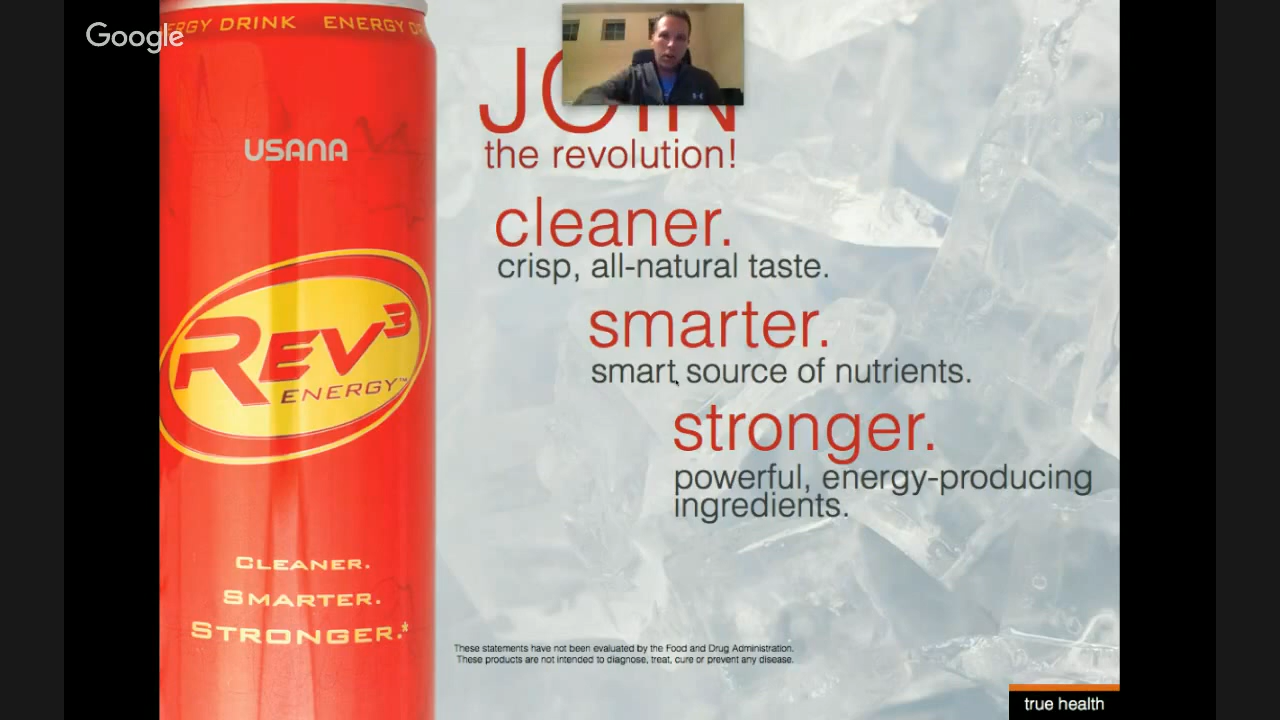 Google
ENERGY DRINK ENERGY
USANA
REV3
ENERGY™
CLEANER.
SMARTER.
STRONGER.*
JOIN
the revolution!
cleaner.
crisp, all-natural taste.
smarter.
smart source of nutrients.
stronger.
powerful, energy-producing
ingredients.
These statements have not been evaluated by the Food and Drug Administration.
These products are not intended to diagnose, treat, cure or prevent any disease.
true health